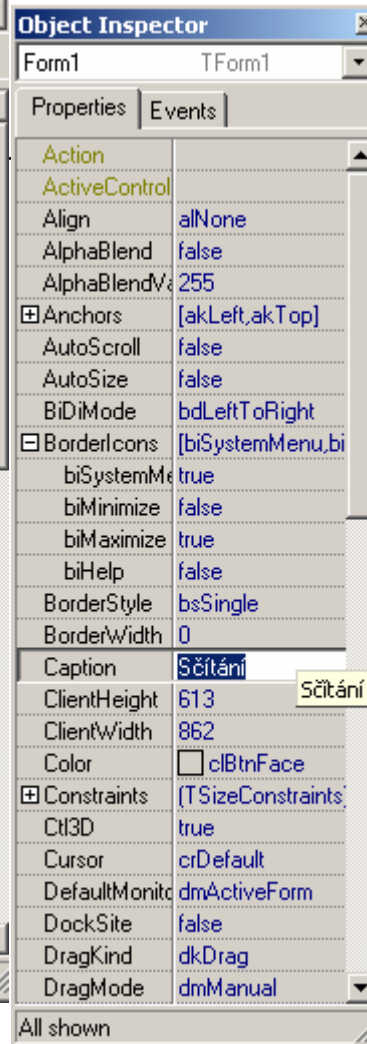 Object Inspector
Form1 TForm1
Properties Events
Action
ActiveControl
Align alNone
AlphaBlend false
AlphaBlendVa 255
Anchors [akLeft,akTop]
AutoScroll false
AutoSize false
BiDiMode bdLeftToRight
BorderIcons [biSystemMenu,bi
biSystemMe true
biMinimize false
biMaximize true
biHelp false
BorderStyle bsSingle
BorderWidth 0
Caption Sčítání
Sčítání
ClientHeight 613
ClientWidth 862
Color clBtnFace
Constraints (TSizeConstraints)
Ctl3D true
Cursor crDefault
DefaultMonito dmActiveForm
DockSite false
DragKind dkDrag
DragMode dmManual
All shown